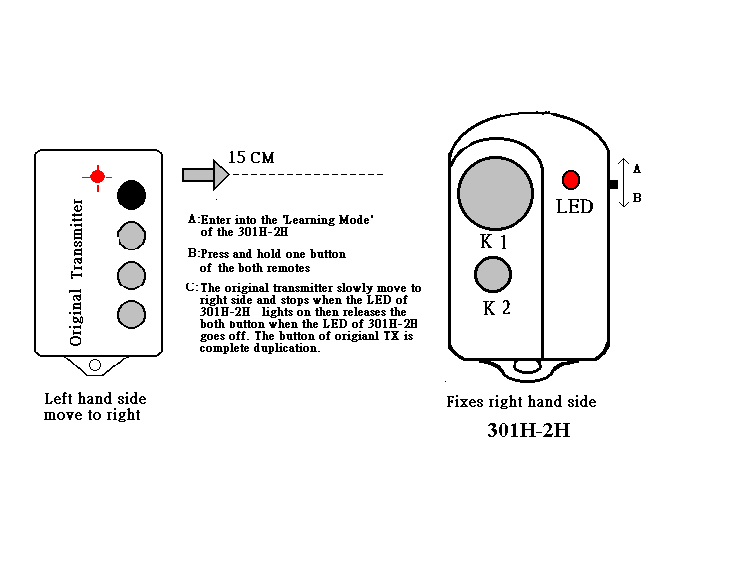 Original Transmitter
15 CM
A:Enter into the 'Learning Mode'
of the 301H-2H
B:Press and hold one button
of the both remotes
C:The original transmitter slowly move to
right side and stops when the LED of
301H-2H lights on then releases the
both button when the LED of 301H-2H
goes off. The button of origianl TX is
complete duplication.
Left hand side
move to right
K 1
LED
A
B
K 2
Fixes right hand side
301H-2H